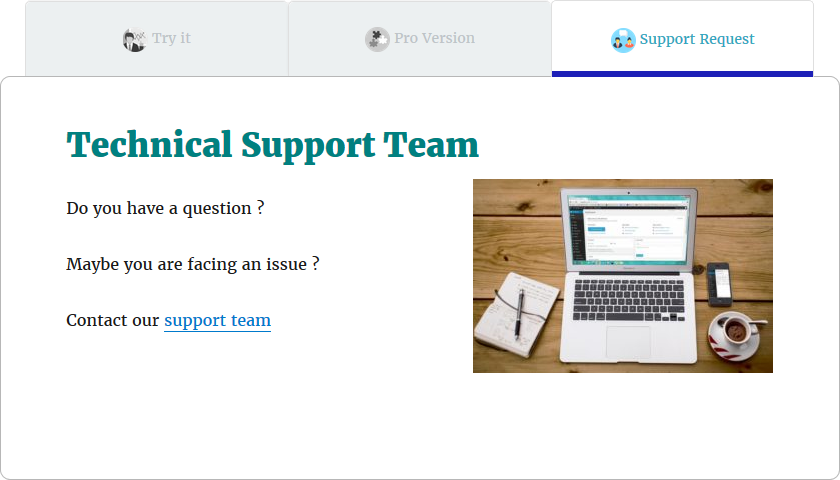 Try it
Pro Version
Support Request
Technical Support Team
Do you have a question ?
Maybe you are facing an issue ?
Contact our support team